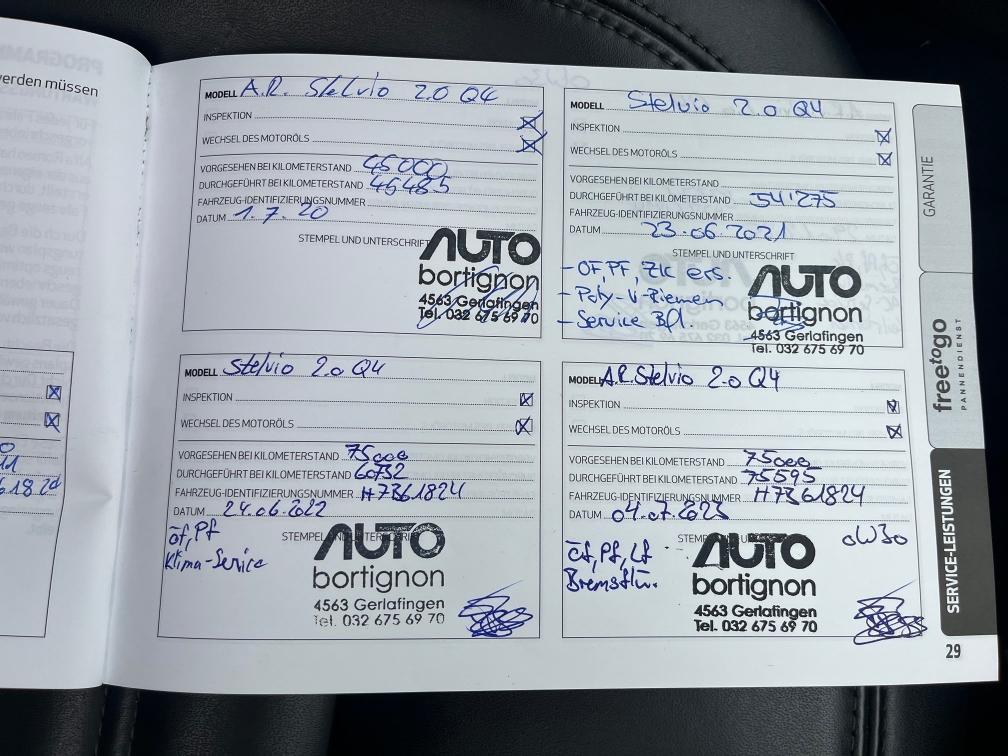 werden müssen
MODELL A.R. Stelvio 2.0 Q4
INSPEKTION
WECHSEL DES MOTORÖLS
VORGESEHEN BEI KILOMETERSTAND 45000
DURCHGEFÜHRT BEI KILOMETERSTAND 46485
FAHRZEUG-IDENTIFIZIERUNGSNUMMER
DATUM 1.7.20
STEMPEL UND UNTERSCHRIFT
AUTO
bortignon
4563 Gerlafingen
Tel. 032 675 69 70
MODELL Stelvio 2.0 Q4
INSPEKTION
WECHSEL DES MOTORÖLS
VORGESEHEN BEI KILOMETERSTAND
DURCHGEFÜHRT BEI KILOMETERSTAND 54'275
FAHRZEUG-IDENTIFIZIERUNGSNUMMER
DATUM 23.06.2021
STEMPEL UND UNTERSCHRIFT
- ÖF, PF, ZK ers.
- Poly-V-Riemen
- Service Bfl.
AUTO
bortignon
4563 Gerlafingen
Tel. 032 675 69 70
MODELL Stelvio 2.0 Q4
INSPEKTION
WECHSEL DES MOTORÖLS
VORGESEHEN BEI KILOMETERSTAND 75000
DURCHGEFÜHRT BEI KILOMETERSTAND 60732
FAHRZEUG-IDENTIFIZIERUNGSNUMMER H7361824
DATUM 24.06.2022
öf, Pf
Klima-Service
AUTO
bortignon
4563 Gerlafingen
Tel. 032 675 69 70
MODELL A.R. Stelvio 2.0 Q4
INSPEKTION
WECHSEL DES MOTORÖLS
VORGESEHEN BEI KILOMETERSTAND 75000
DURCHGEFÜHRT BEI KILOMETERSTAND 75595
FAHRZEUG-IDENTIFIZIERUNGSNUMMER H7361824
DATUM 04.07.2023
0W30
öf, Pf, Lf
Bremsflü.
AUTO
bortignon
4563 Gerlafingen
Tel. 032 675 69 70
GARANTIE
freetogo
PANNENDIENST
SERVICE-LEISTUNGEN
29